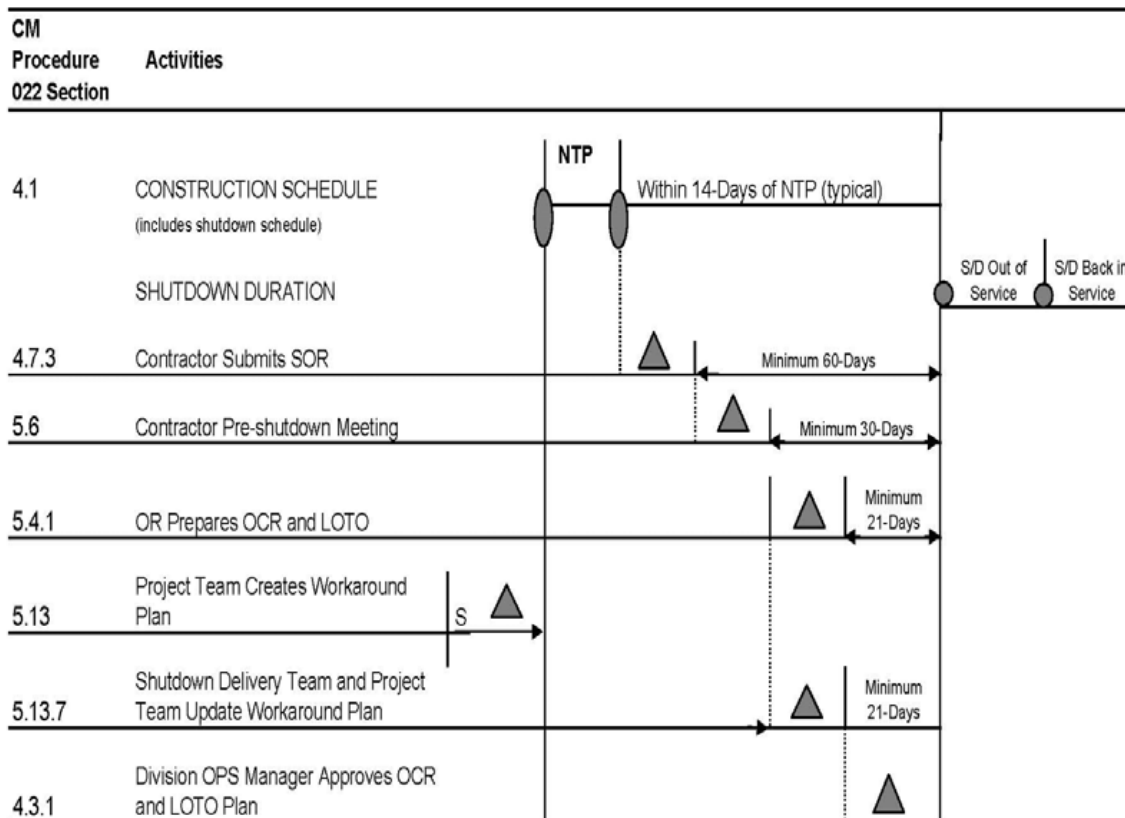 CM
Procedure Activities
022 Section
NTP
4.1 CONSTRUCTION SCHEDULE Within 14-Days of NTP (typical)
(includes shutdown schedule)
S/D Out of S/D Back in
SHUTDOWN DURATION Service Service
4.7.3 Contractor Submits SOR Minimum 60-Days
5.6 Contractor Pre-shutdown Meeting Minimum 30-Days
Minimum
5.4.1 OR Prepares OCR and LOTO 21-Days
Project Team Creates Workaround
5.13 Plan S
Shutdown Delivery Team and Project Minimum
5.13.7 Team Update Workaround Plan 21-Days
Division OPS Manager Approves OCR
4.3.1 and LOTO Plan